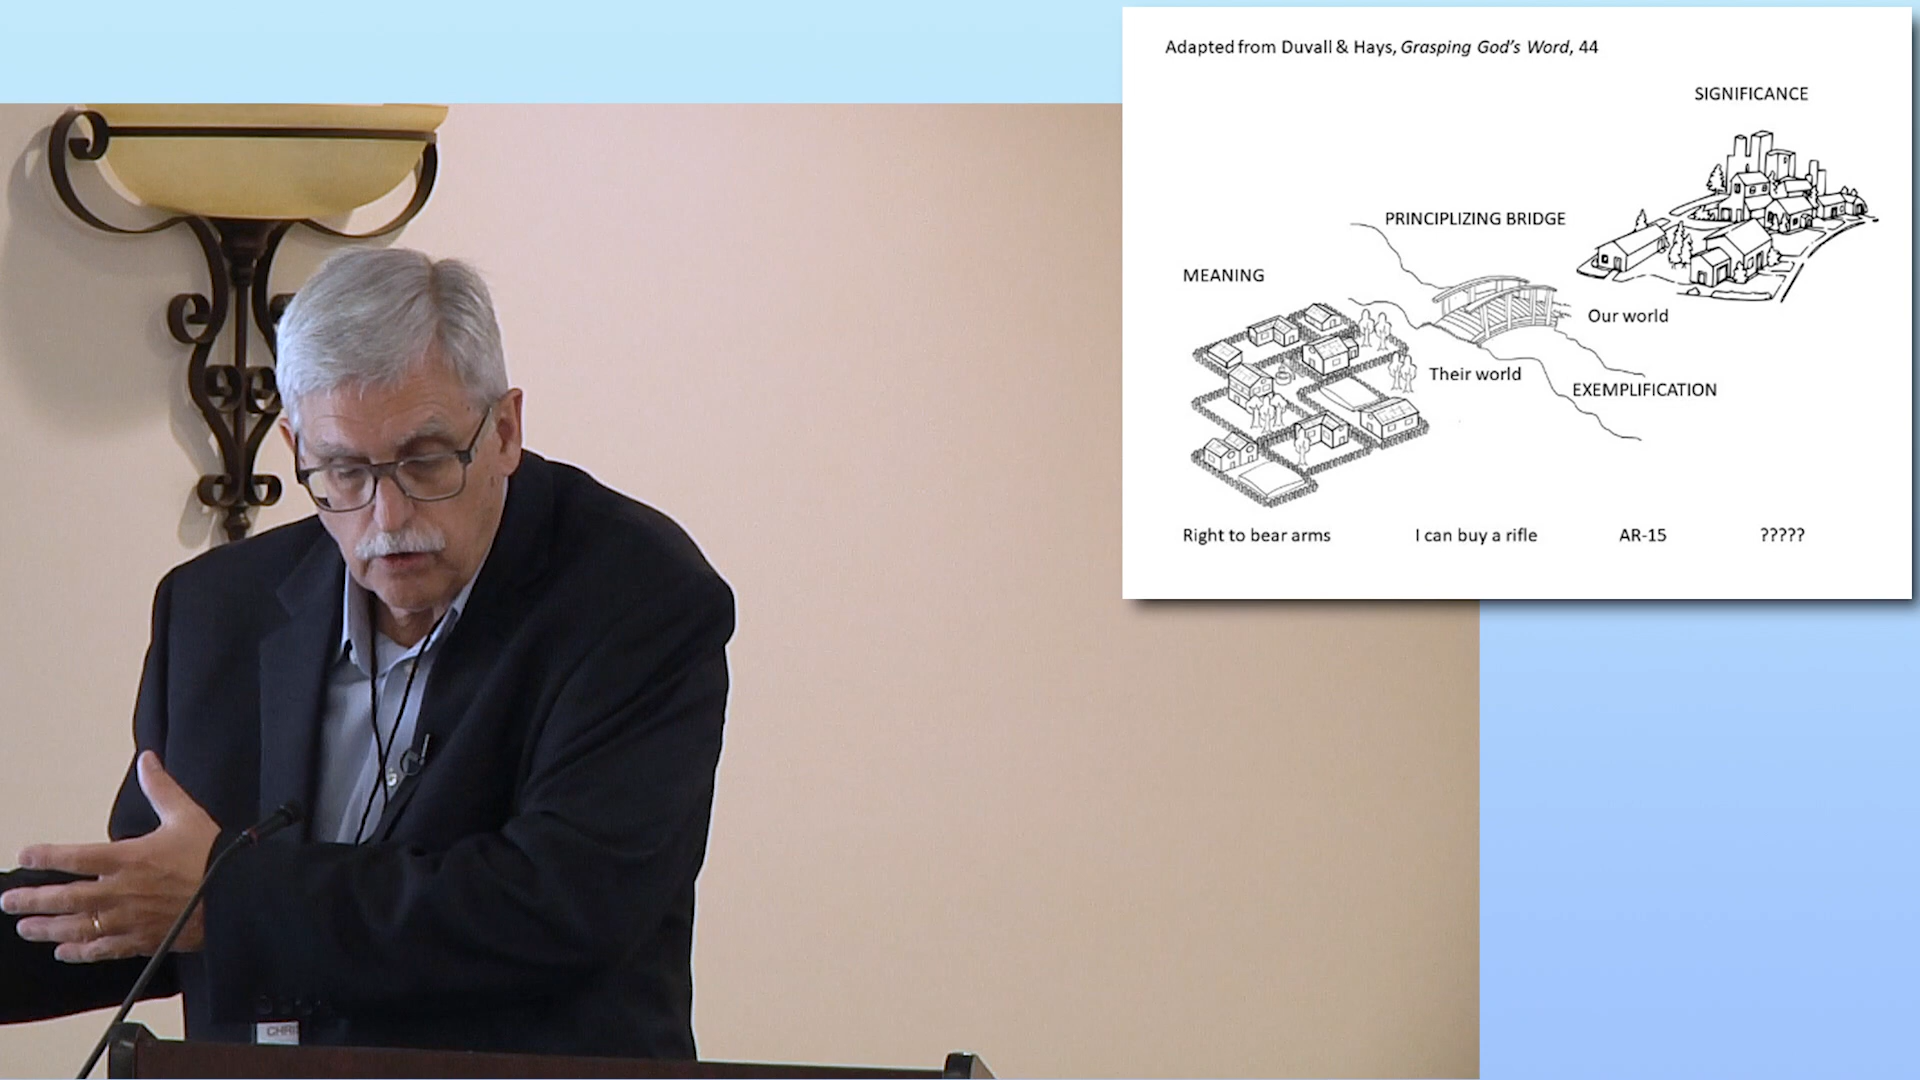 Adapted from Duvall & Hays, Grasping God's Word, 44
SIGNIFICANCE
PRINCIPLIZING BRIDGE
MEANING
Our world
Their world
EXEMPLIFICATION
Right to bear arms I can buy a rifle AR-15 ?????